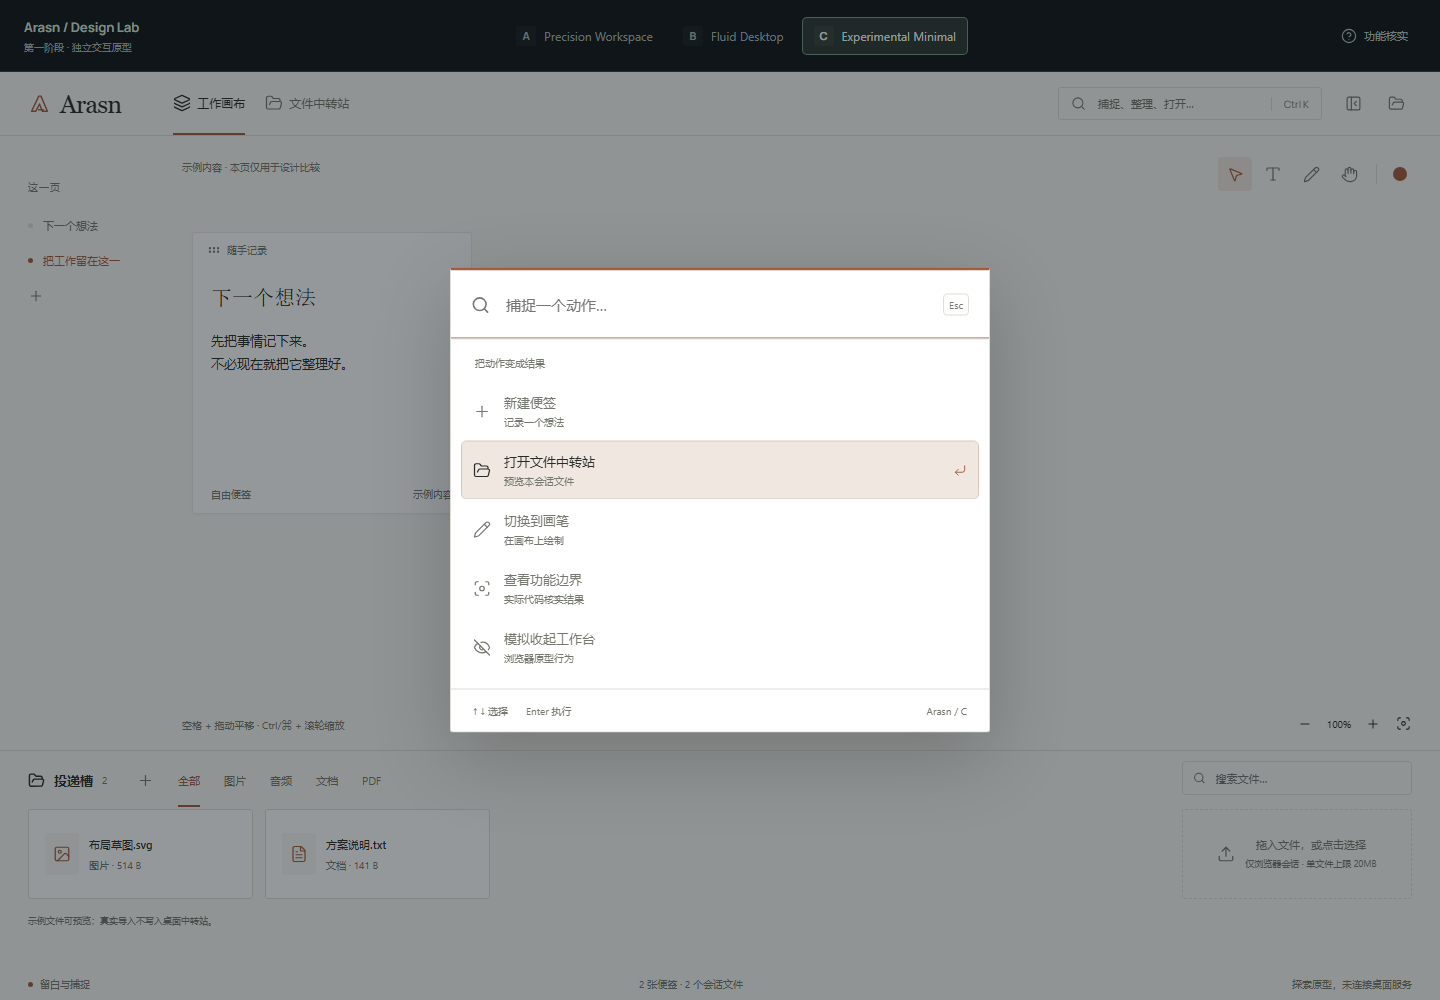 Arasn / Design Lab
第一阶段 · 独立交互原型
A Precision Workspace
B Fluid Desktop
C Experimental Minimal
功能核实
Arasn
工作画布
文件中转站
捕捉、整理、打开...
Ctrl K
这一页
下一个想法
把工作留在这一
示例内容 · 本页仅用于设计比较
随手记录
下一个想法
先把事情记下来。
不必现在就把它整理好。
自由便签
示例内容
捕捉一个动作...
Esc
把动作变成结果
新建便签
记录一个想法
打开文件中转站
预览本会话文件
切换到画笔
在画布上绘制
查看功能边界
实际代码核实结果
模拟收起工作台
浏览器原型行为
↑↓ 选择
Enter 执行
Arasn / C
空格 + 拖动平移 · Ctrl/⌘ + 滚轮缩放
100%
投递槽 2
全部
图片
音频
文档
PDF
搜索文件...
布局草图.svg
图片 · 514 B
方案说明.txt
文档 · 141 B
拖入文件，或点击选择
仅浏览器会话 · 单文件上限 20MB
示例文件可预览；真实导入不写入桌面中转站。
留白与捕捉
2 张便签 · 2 个会话文件
探索原型，未连接桌面服务